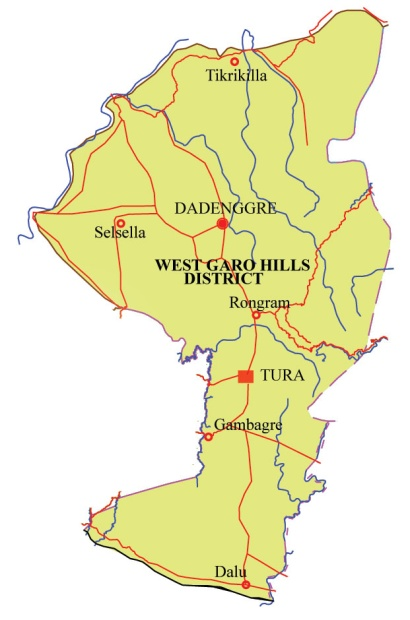 Tikrikilla
DADENGGRE
Selsella
WEST GARO HILLS
DISTRICT
Rongram
TURA
Gambagre
Dalu